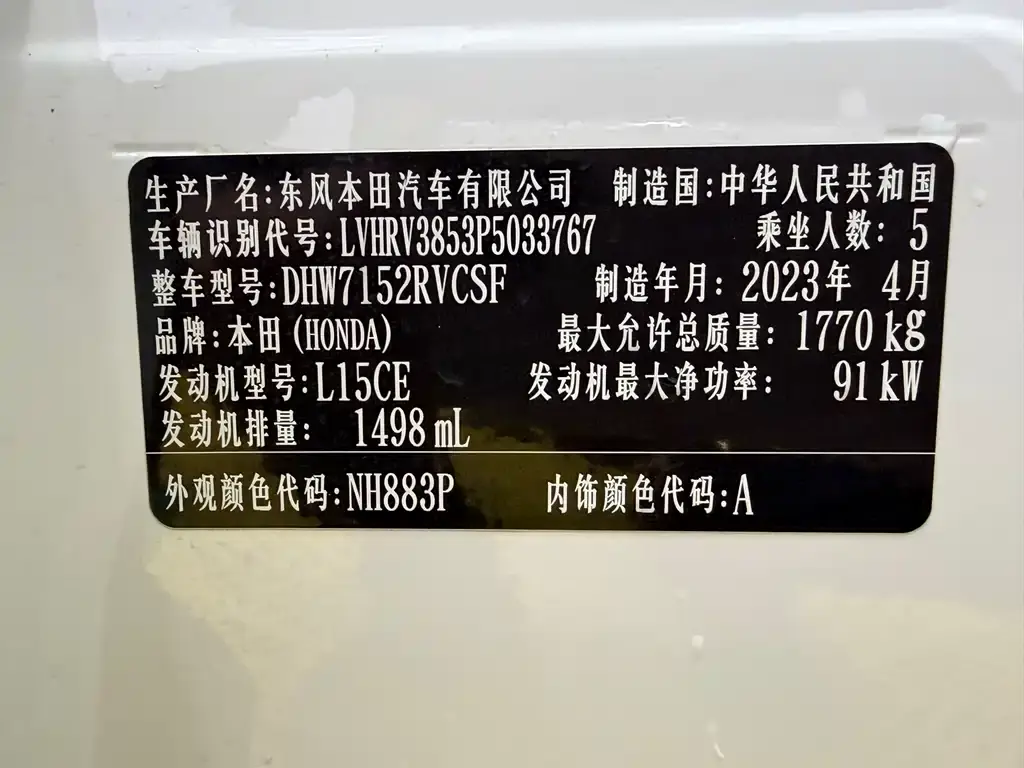 生产厂名:东风本田汽车有限公司 制造国:中华人民共和国
车辆识别代号:LVHRV3853P5033767 乘坐人数: 5
整车型号:DHW7152RVCSF 制造年月: 2023年 4月
品牌:本田(HONDA) 最大允许总质量: 1770 kg
发动机型号:L15CE 发动机最大净功率: 91 kW
发动机排量: 1498 mL
外观颜色代码:NH883P 内饰颜色代码:A